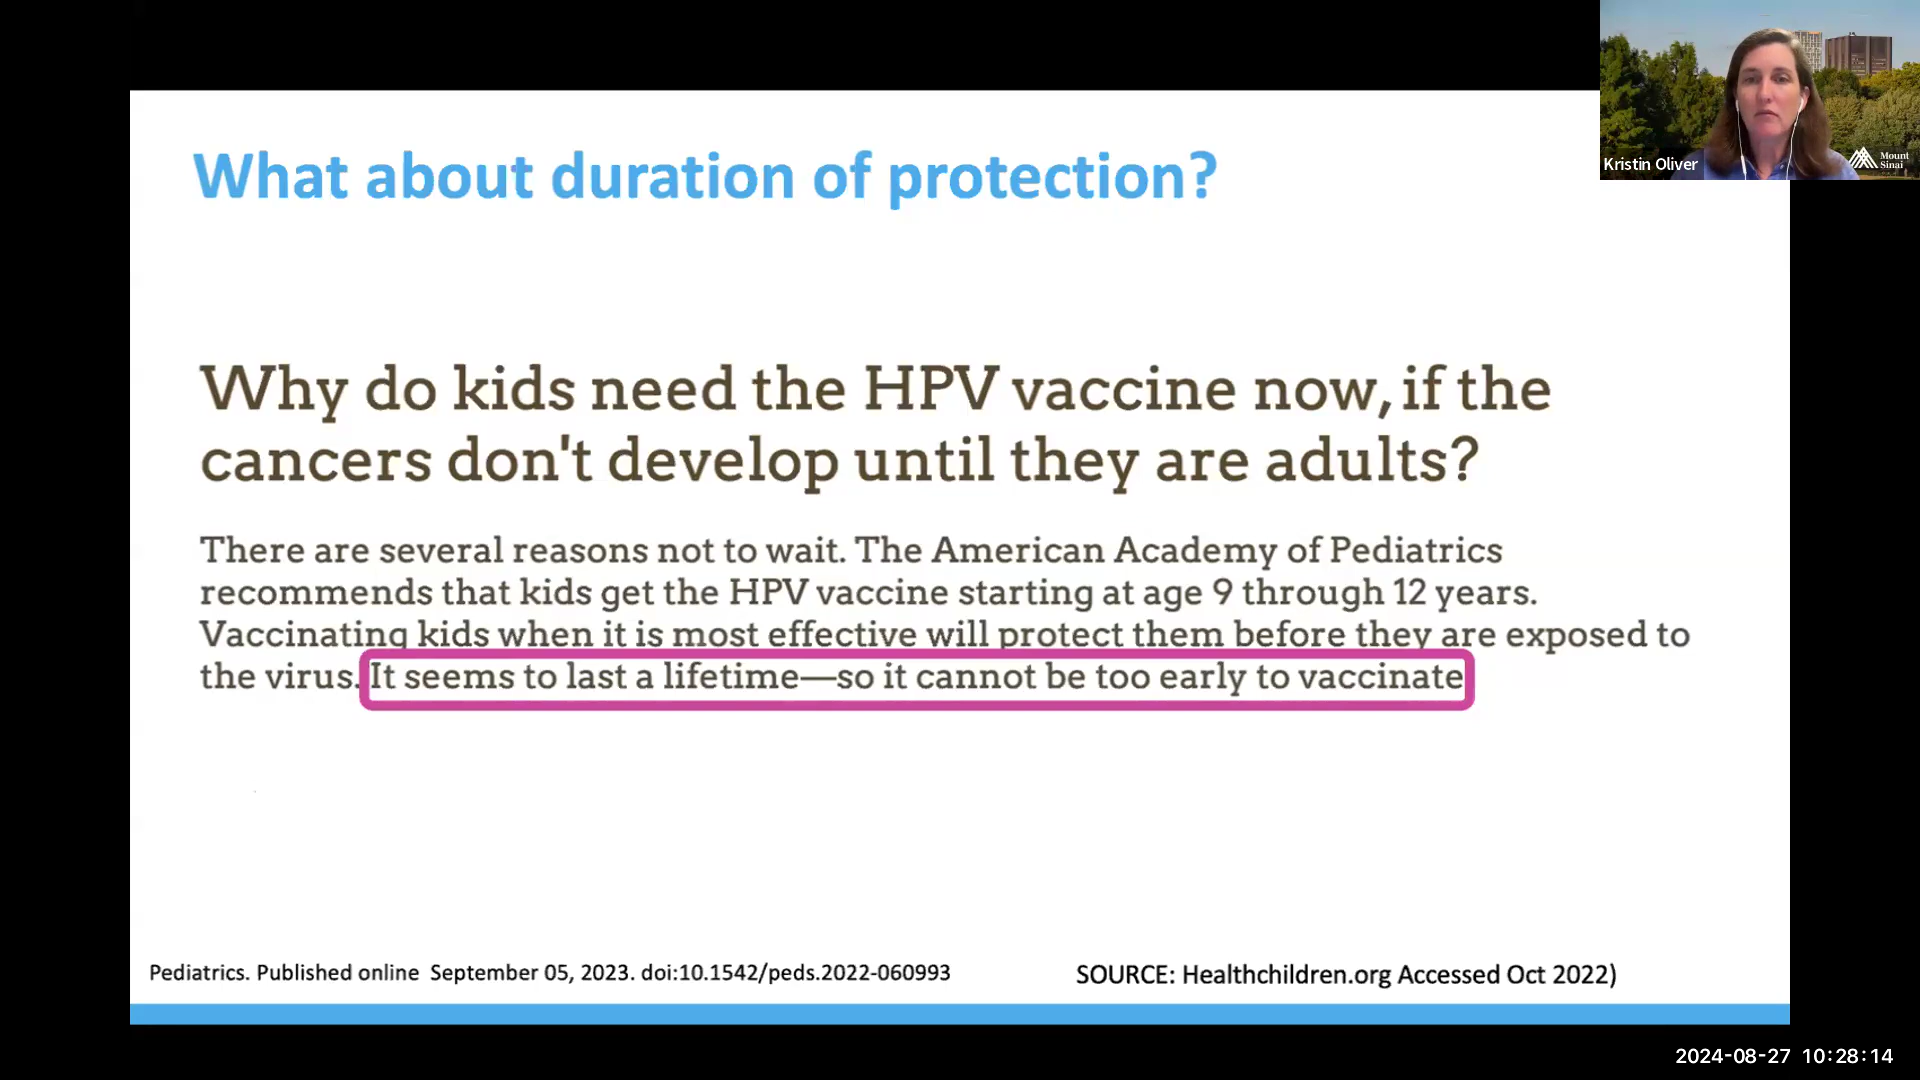 What about duration of protection?
Why do kids need the HPV vaccine now, if the
cancers don't develop until they are adults?
There are several reasons not to wait. The American Academy of Pediatrics
recommends that kids get the HPV vaccine starting at age 9 through 12 years.
Vaccinating kids when it is most effective will protect them before they are exposed to
the virus. It seems to last a lifetime—so it cannot be too early to vaccinate
Pediatrics. Published online September 05, 2023. doi:10.1542/peds.2022-060993
SOURCE: Healthchildren.org Accessed Oct 2022)
Kristin Oliver
Mount
Sinai
2024-08-27 10:28:14